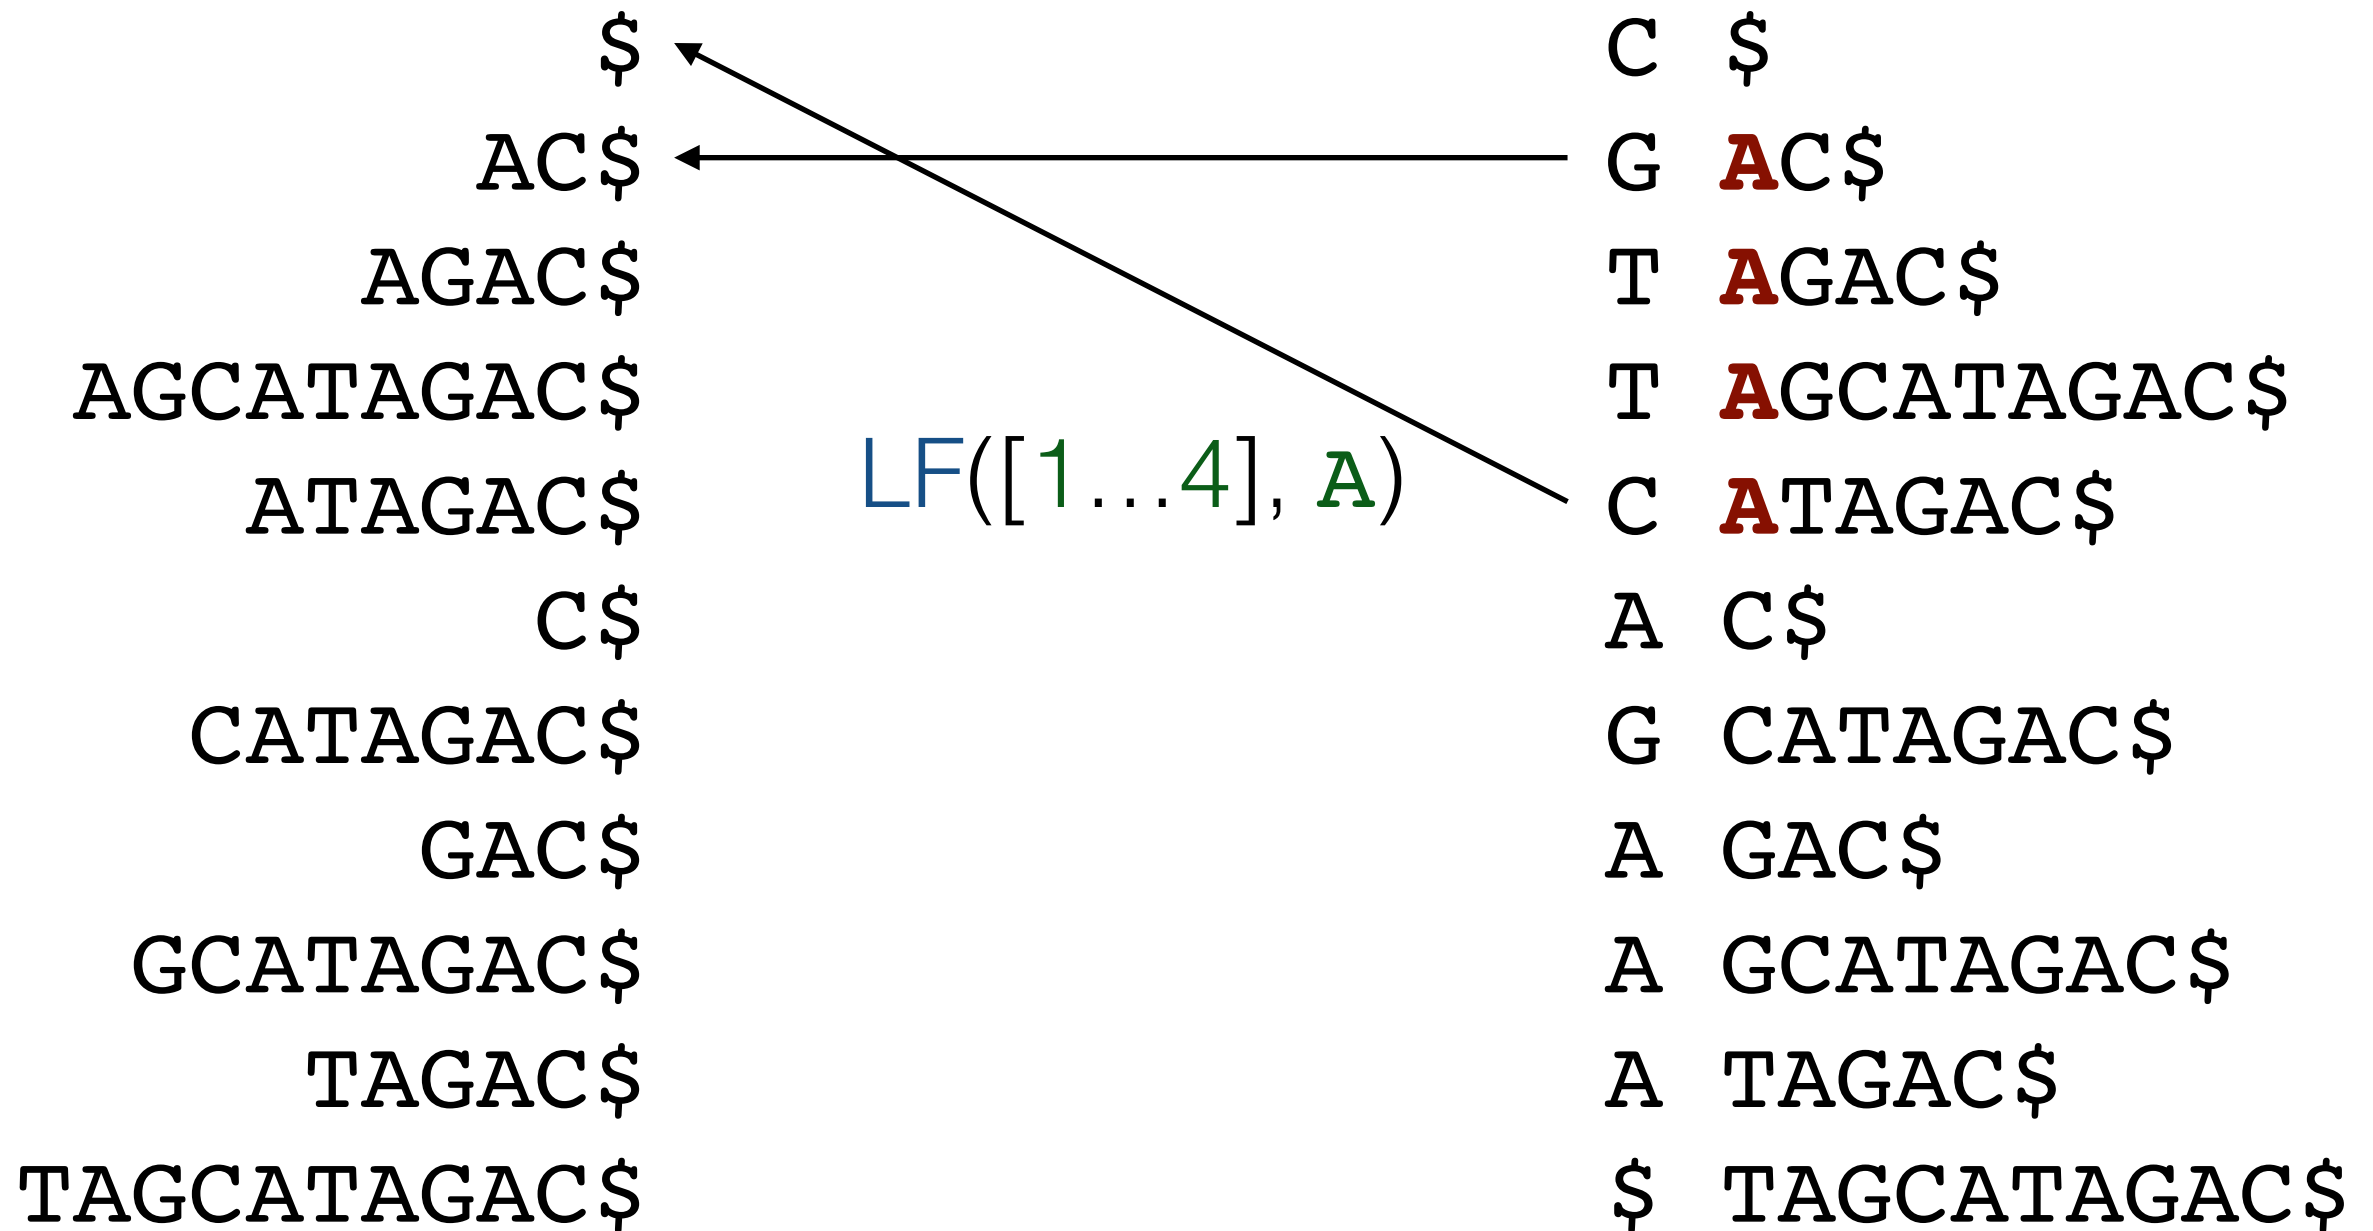 $ C $
AC$ G AC$
AGAC$ T AGAC$
AGCATAGAC$ T AGCATAGAC$
LF([1...4], A)
ATAGAC$ C ATAGAC$
C$ A C$
CATAGAC$ G CATAGAC$
GAC$ A GAC$
GCATAGAC$ A GCATAGAC$
TAGAC$ A TAGAC$
TAGCATAGAC$ $ TAGCATAGAC$